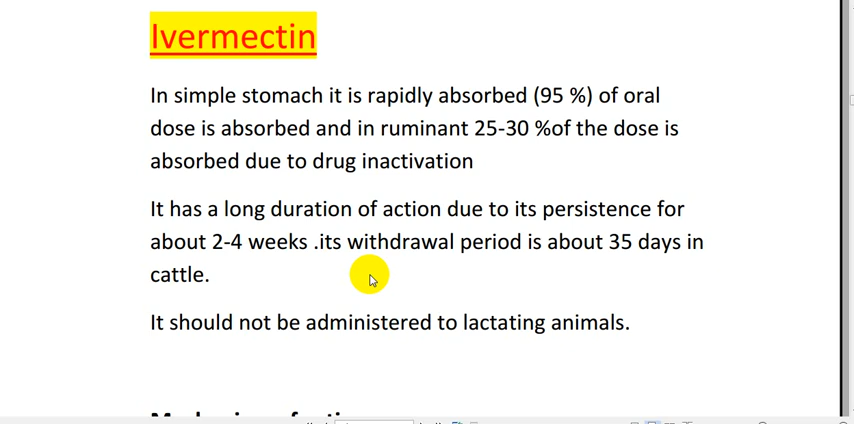 Ivermectin
In simple stomach it is rapidly absorbed (95 %) of oral
dose is absorbed and in ruminant 25-30 %of the dose is
absorbed due to drug inactivation
It has a long duration of action due to its persistence for
about 2-4 weeks .its withdrawal period is about 35 days in
cattle.
It should not be administered to lactating animals.